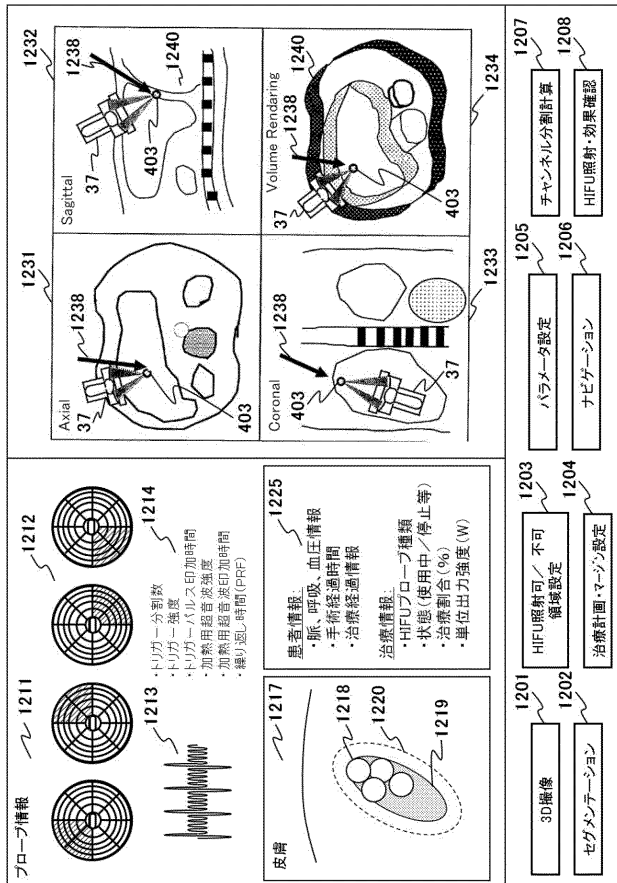 プローブ情報
1211
1212
1213
1214
・トリガー分割数
・トリガー強度
・トリガーパルス印加時間
・加熱用超音波強度
・加熱用超音波印加時間
・繰り返し時間(PRF)
皮膚
1217
1218
1220
1219
1225
患者情報:
・脈、呼吸、血圧情報
・手術経過時間
・治療経過情報
治療情報:
・HIFUプローブ種類
・状態(使用中/停止等)
・治療割合(%)
・単位出力強度(W)
1231
Axial
37
1238
403
1232
Sagittal
37
1238
403
1240
Coronal
1238
403
37
1233
Volume Rendaring
1238
1240
37
403
1234
1201
3D撮像
1202
セグメンテーション
1203
HIFU照射可/ 不可
領域設定
1204
治療計画・マージン設定
1205
パラメータ設定
1206
ナビゲーション
1207
チャンネル分割計算
1208
HIFU照射・効果確認